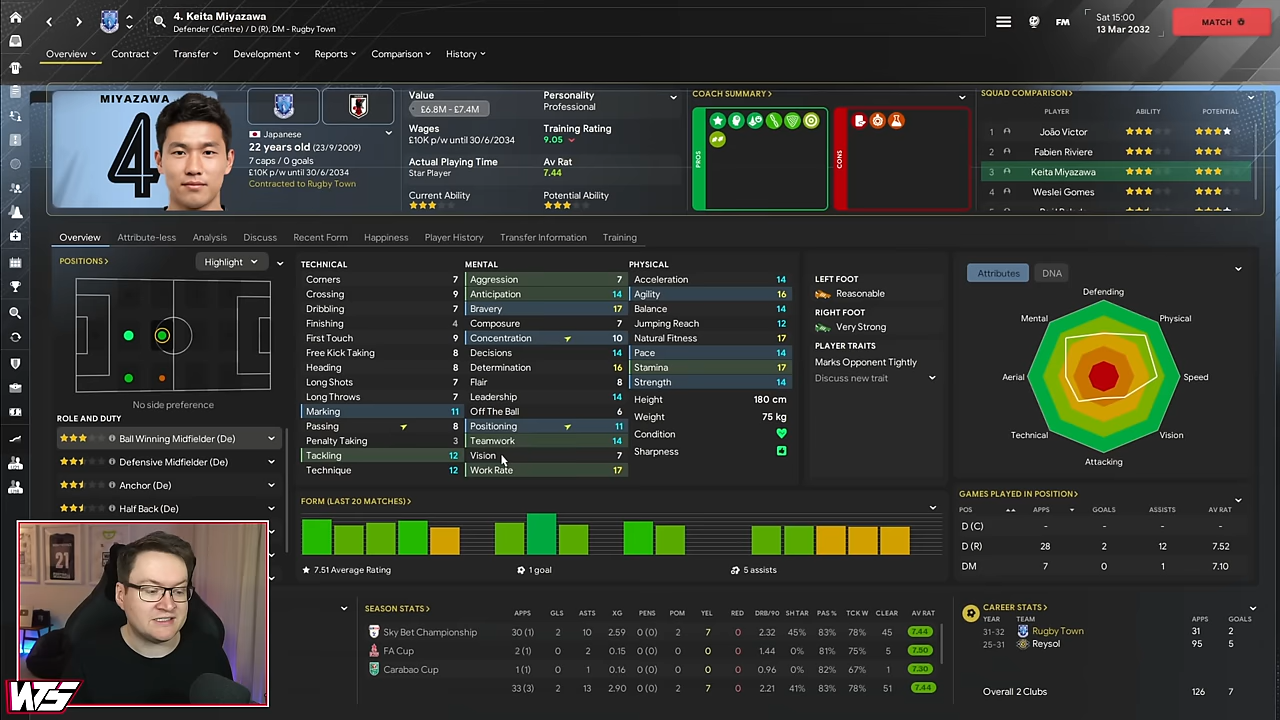 4. Keita Miyazawa
Defender (Centre) / D (R), DM - Rugby Town
FM
Sat 15:00
13 Mar 2032
MATCH
Overview
Contract
Transfer
Development
Reports
Comparison
History
MIYAZAWA
4
Japanese
22 years old (23/9/2009)
7 caps / 0 goals
£10K p/w until 30/6/2034
Contracted to Rugby Town
Value
£6.8M - £7.4M
Wages
£10K p/w until 30/6/2034
Actual Playing Time
Star Player
Current Ability
Personality
Professional
Training Rating
9.05
Av Rat
7.44
Potential Ability
COACH SUMMARY >
PROS
CONS
SQUAD COMPARISON >
PLAYER ABILITY POTENTIAL
1 João Victor
2 Fabien Riviere
3 Keita Miyazawa
4 Weslei Gomes
Overview
Attribute-less
Analysis
Discuss
Recent Form
Happiness
Player History
Transfer Information
Training
POSITIONS >
Highlight
No side preference
ROLE AND DUTY
Ball Winning Midfielder (De)
Defensive Midfielder (De)
Anchor (De)
Half Back (De)
TECHNICAL
Corners 7
Crossing 9
Dribbling 7
Finishing 4
First Touch 9
Free Kick Taking 8
Heading 8
Long Shots 7
Long Throws 7
Marking 11
Passing 8
Penalty Taking 3
Tackling 12
Technique 12
MENTAL
Aggression 7
Anticipation 14
Bravery 17
Composure 7
Concentration 10
Decisions 14
Determination 16
Flair 8
Leadership 14
Off The Ball 6
Positioning 11
Teamwork 14
Vision 7
Work Rate 17
PHYSICAL
Acceleration 14
Agility 16
Balance 14
Jumping Reach 12
Natural Fitness 17
Pace 14
Stamina 17
Strength 14
Height 180 cm
Weight 75 kg
Condition
Sharpness
LEFT FOOT
Reasonable
RIGHT FOOT
Very Strong
PLAYER TRAITS
Marks Opponent Tightly
Discuss new trait
Attributes
DNA
Defending
Physical
Speed
Vision
Attacking
Technical
Aerial
Mental
FORM (LAST 20 MATCHES) >
7.51 Average Rating
1 goal
5 assists
GAMES PLAYED IN POSITION >
POS APPS GOALS ASSISTS AV RAT
D (C) - - - -
D (R) 28 2 12 7.52
DM 7 0 1 7.10
21
SEASON STATS >
APPS GLS ASTS XG PENS POM YEL RED DRB/90 SH TAR PAS % TCK W CLEAR AV RAT
Sky Bet Championship 30 (1) 2 10 2.59 0 (0) 2 7 0 2.32 45% 83% 78% 45 7.44
FA Cup 2 (1) 0 2 0.15 0 (0) 0 0 0 1.44 0% 81% 75% 5 7.50
Carabao Cup 1 (1) 0 1 0.16 0 (0) 0 0 0 0.96 0% 82% 67% 1 7.30
33 (3) 2 13 2.90 0 (0) 2 7 0 2.21 41% 83% 78% 51 7.44
CAREER STATS >
YEAR TEAM APPS GOALS
31-32 Rugby Town 31 2
25-31 Reysol 95 5
Overall 2 Clubs 126 7
WTS